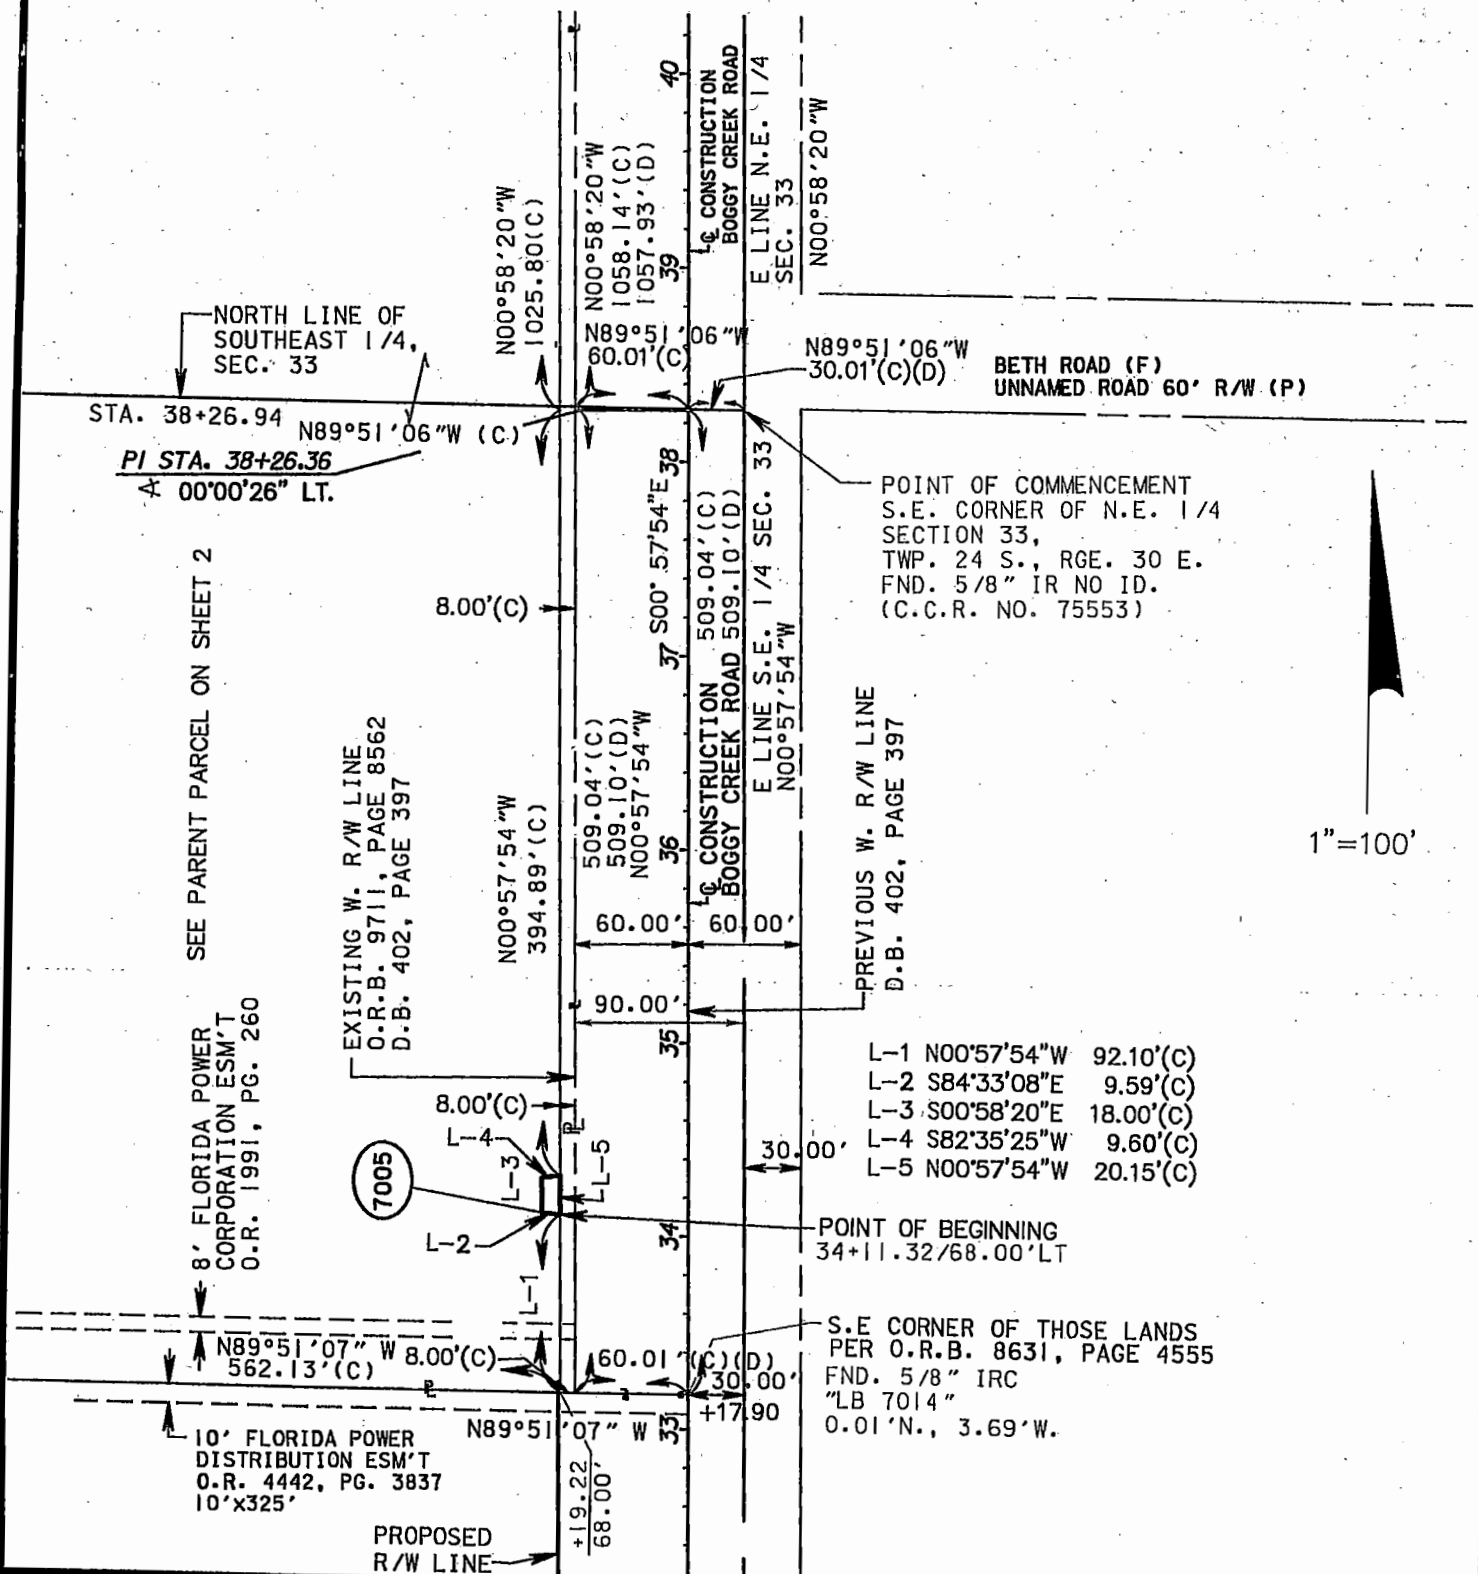 40
℄ CONSTRUCTION
BOGGY CREEK ROAD
E LINE N.E. 1/4
SEC. 33
N00°58'20"W
N00°58'20"W
1025.80(C)
N00°58'20"W
1058.14'(C)
1057.93'(D)
39
NORTH LINE OF
SOUTHEAST 1/4,
SEC. 33
N89°51'06"W
60.01'(C)
N89°51'06"W
30.01'(C)(D)
BETH ROAD (F)
UNNAMED ROAD 60' R/W (P)
STA. 38+26.94
N89°51'06"W (C)
PI STA. 38+26.36
00°00'26" LT.
38
POINT OF COMMENCEMENT
S.E. CORNER OF N.E. 1/4
SECTION 33,
TWP. 24 S., RGE. 30 E.
FND. 5/8" IR NO ID.
(C.C.R. NO. 75553)
S00°57'54"E
509.04'(C)
509.10'(D)
℄ CONSTRUCTION
BOGGY CREEK ROAD
E LINE S.E. 1/4 SEC. 33
N00°57'54"W
8.00'(C)
37
SEE PARENT PARCEL ON SHEET 2
EXISTING W. R/W LINE
O.R.B. 9711, PAGE 8562
D.B. 402, PAGE 397
N00°57'54"W
394.89'(C)
509.04'(C)
509.10'(D)
N00°57'54"W
36
PREVIOUS W. R/W LINE
D.B. 402, PAGE 397
1"=100'
60.00'
60.00'
90.00'
35
8' FLORIDA POWER
CORPORATION ESM'T
O.R. 1991, PG. 260
L-1 N00°57'54"W 92.10'(C)
L-2 S84°33'08"E 9.59'(C)
L-3 S00°58'20"E 18.00'(C)
L-4 S82°35'25"W 9.60'(C)
L-5 N00°57'54"W 20.15'(C)
8.00'(C)
PL
L-4
L-3
L-5
30.00'
7005
L-2
34
POINT OF BEGINNING
34+11.32/68.00'LT
L-1
S.E CORNER OF THOSE LANDS
PER O.R.B. 8631, PAGE 4555
FND. 5/8" IRC
"LB 7014"
0.01'N., 3.69'W.
N89°51'07" W
562.13'(C)
8.00'(C)
60.01'(C)(D)
30.00'
PL
+17.90
N89°51'07" W
33
10' FLORIDA POWER
DISTRIBUTION ESM'T
O.R. 4442, PG. 3837
10'x325'
+19.22
68.00'
PROPOSED
R/W LINE